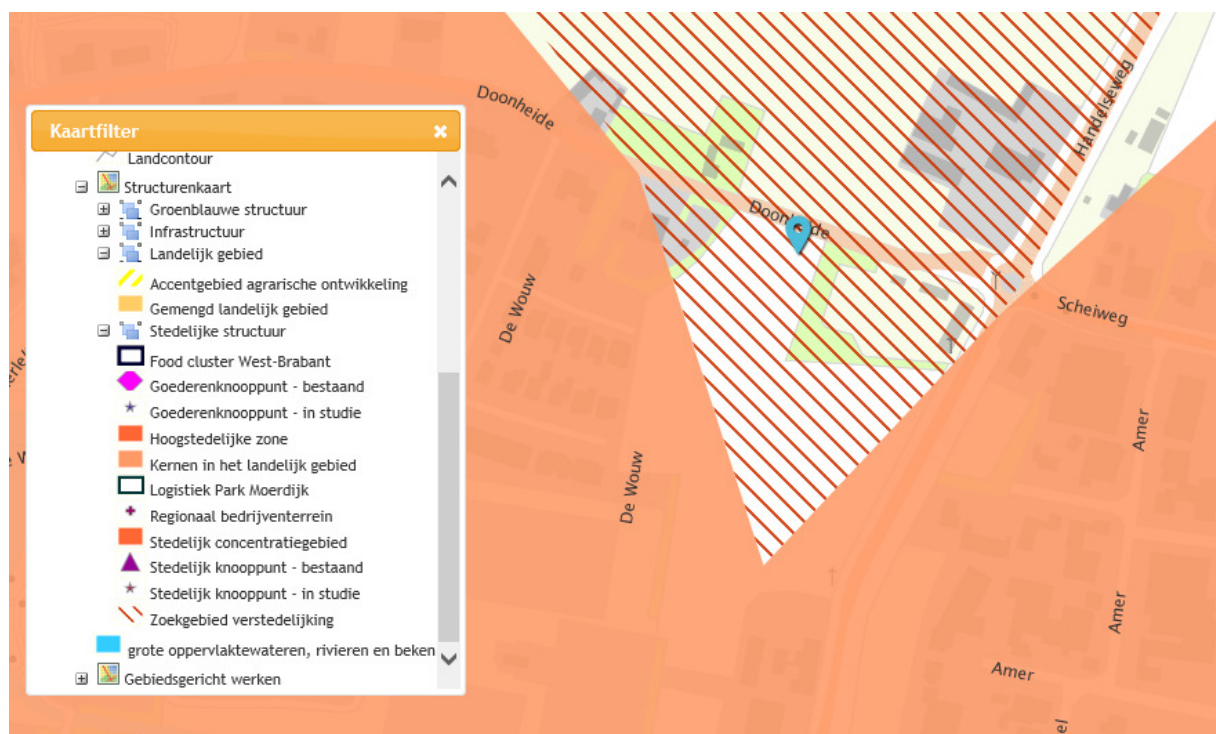 Kaartfilter
Landcontour
Structurenkaart
Groenblauwe structuur
Infrastructuur
Landelijk gebied
Accentgebied agrarische ontwikkeling
Gemengd landelijk gebied
Stedelijke structuur
Food cluster West-Brabant
Goederenknooppunt - bestaand
Goederenknooppunt - in studie
Hoogstedelijke zone
Kernen in het landelijk gebied
Logistiek Park Moerdijk
Regionaal bedrijventerrein
Stedelijk concentratiegebied
Stedelijk knooppunt - bestaand
Stedelijk knooppunt - in studie
Zoekgebied verstedelijking
grote oppervlaktewateren, rivieren en beken
Gebiedsgericht werken
Doonheide
Handelseweg
Doonheide
De Wouw
Scheiweg
De Wouw
Amer
Amer
Amer